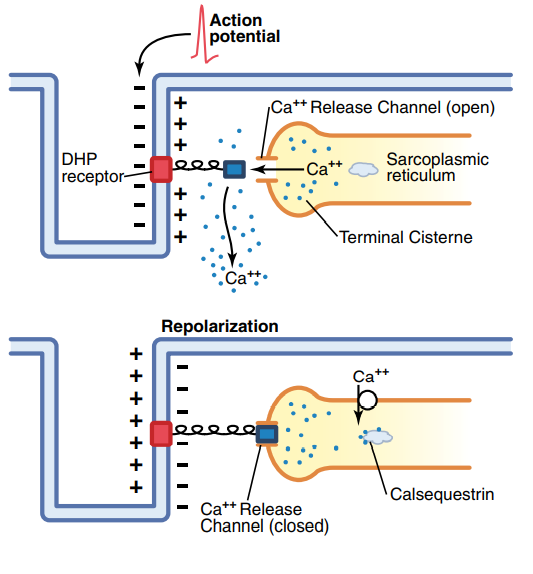 Action
potential
Ca++ Release Channel (open)
DHP
receptor
Ca++
Sarcoplasmic
reticulum
Terminal Cisterne
Ca++
Repolarization
Ca++
Calsequestrin
Ca++ Release
Channel (closed)